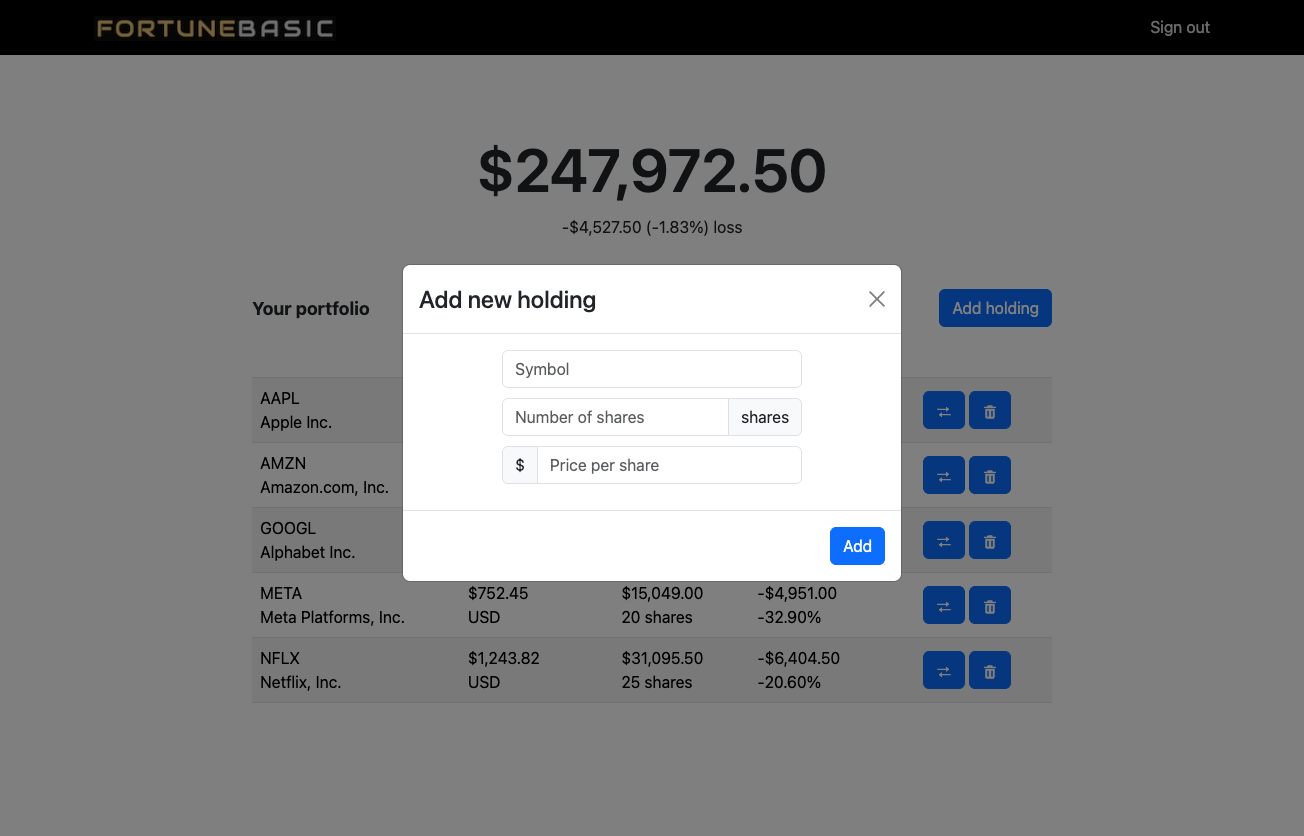 FORTUNEBASIC
Sign out
$247,972.50
-$4,527.50 (-1.83%) loss
Your portfolio
Add holding
Add new holding
Symbol
Number of shares
shares
$
Price per share
Add
AAPL
Apple Inc.
AMZN
Amazon.com, Inc.
GOOGL
Alphabet Inc.
META $752.45 $15,049.00 -$4,951.00
Meta Platforms, Inc. USD 20 shares -32.90%
NFLX $1,243.82 $31,095.50 -$6,404.50
Netflix, Inc. USD 25 shares -20.60%